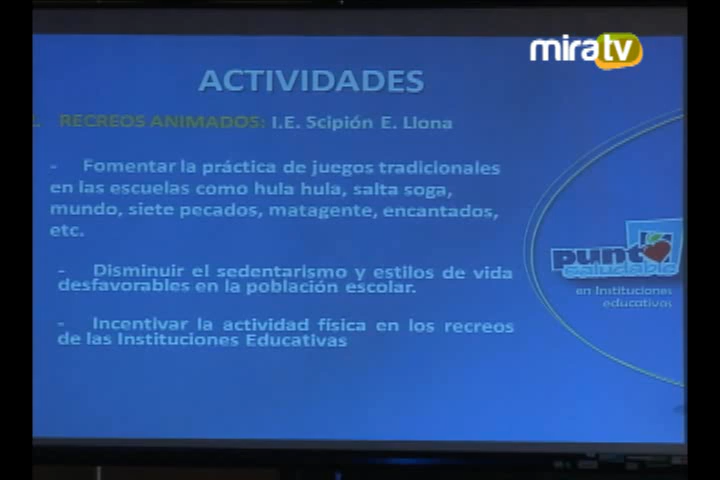 miratv
ACTIVIDADES
RECREOS ANIMADOS: I.E. Scipión E. Llona
- Fomentar la práctica de juegos tradicionales
en las escuelas como hula hula, salta soga,
mundo, siete pecados, matagente, encantados,
etc.
- Disminuir el sedentarismo y estilos de vida
desfavorables en la población escolar.
- Incentivar la actividad física en los recreos
de las Instituciones Educativas
punto
saludable
en Instituciones
educativas